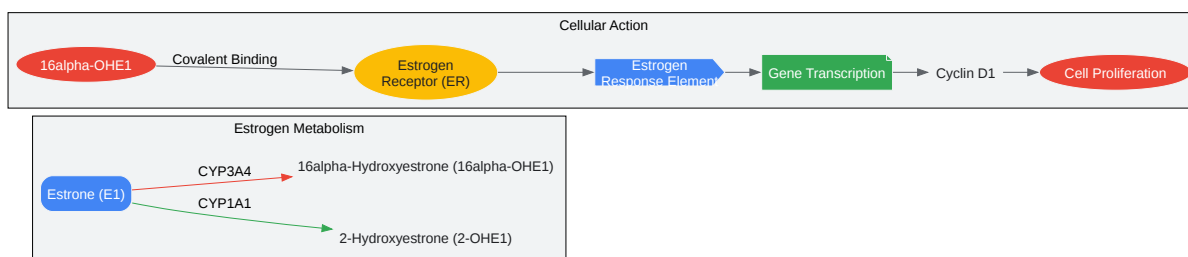 Cellular Action
16alpha-OHE1
Covalent Binding
Estrogen
Receptor (ER)
Estrogen
Response Element
Gene Transcription
Cyclin D1
Cell Proliferation
Estrogen Metabolism
Estrone (E1)
CYP3A4
16alpha-Hydroxyestrone (16alpha-OHE1)
CYP1A1
2-Hydroxyestrone (2-OHE1)